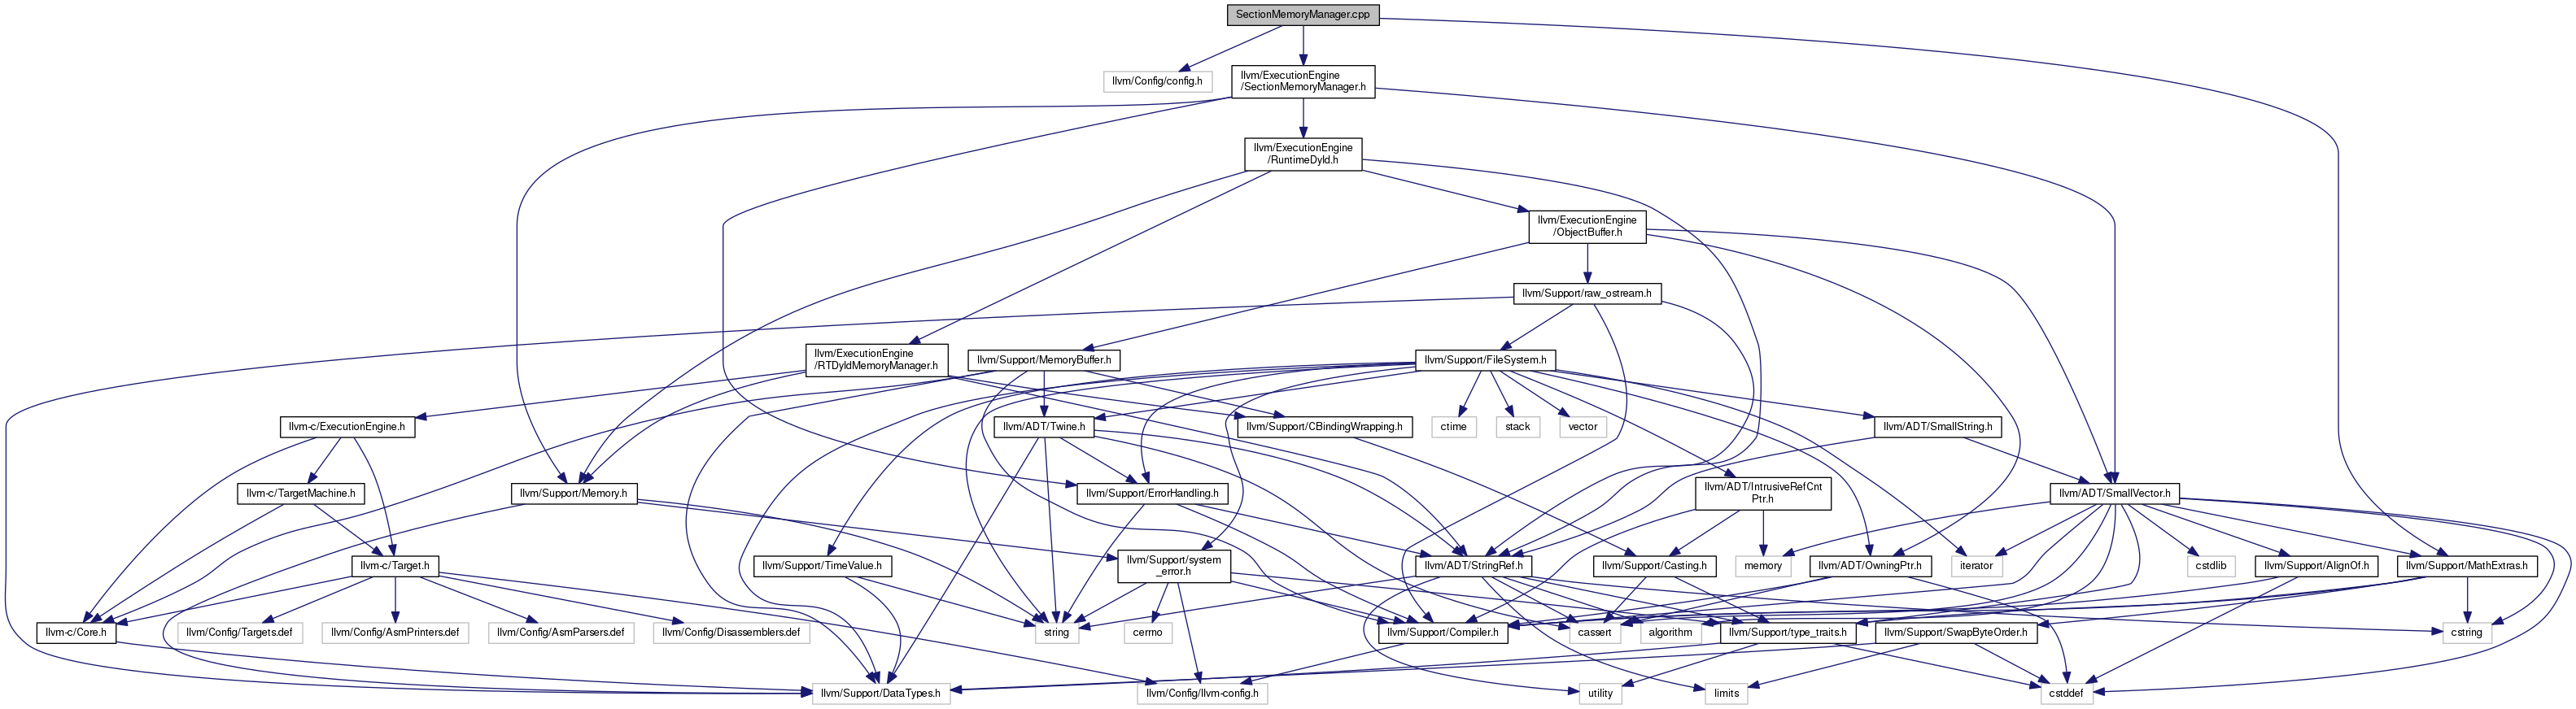 SectionMemoryManager.cpp
llvm/Config/config.h
llvm/ExecutionEngine
/SectionMemoryManager.h
llvm/ExecutionEngine
/RuntimeDyld.h
llvm/ExecutionEngine
/ObjectBuffer.h
llvm/Support/raw_ostream.h
llvm/ExecutionEngine
/RTDyldMemoryManager.h
llvm/Support/MemoryBuffer.h
llvm/Support/FileSystem.h
llvm-c/ExecutionEngine.h
llvm/ADT/Twine.h
llvm/Support/CBindingWrapping.h
ctime
stack
vector
llvm/ADT/SmallString.h
llvm-c/TargetMachine.h
llvm/Support/Memory.h
llvm/Support/ErrorHandling.h
llvm/ADT/IntrusiveRefCnt
Ptr.h
llvm/ADT/SmallVector.h
llvm-c/Target.h
llvm/Support/TimeValue.h
llvm/Support/system
_error.h
llvm/ADT/StringRef.h
llvm/Support/Casting.h
memory
llvm/ADT/OwningPtr.h
iterator
cstdlib
llvm/Support/AlignOf.h
llvm/Support/MathExtras.h
llvm-c/Core.h
llvm/Config/Targets.def
llvm/Config/AsmPrinters.def
llvm/Config/AsmParsers.def
llvm/Config/Disassemblers.def
string
cerrno
llvm/Support/Compiler.h
cassert
algorithm
llvm/Support/type_traits.h
llvm/Support/SwapByteOrder.h
cstring
llvm/Support/DataTypes.h
llvm/Config/llvm-config.h
utility
limits
cstddef